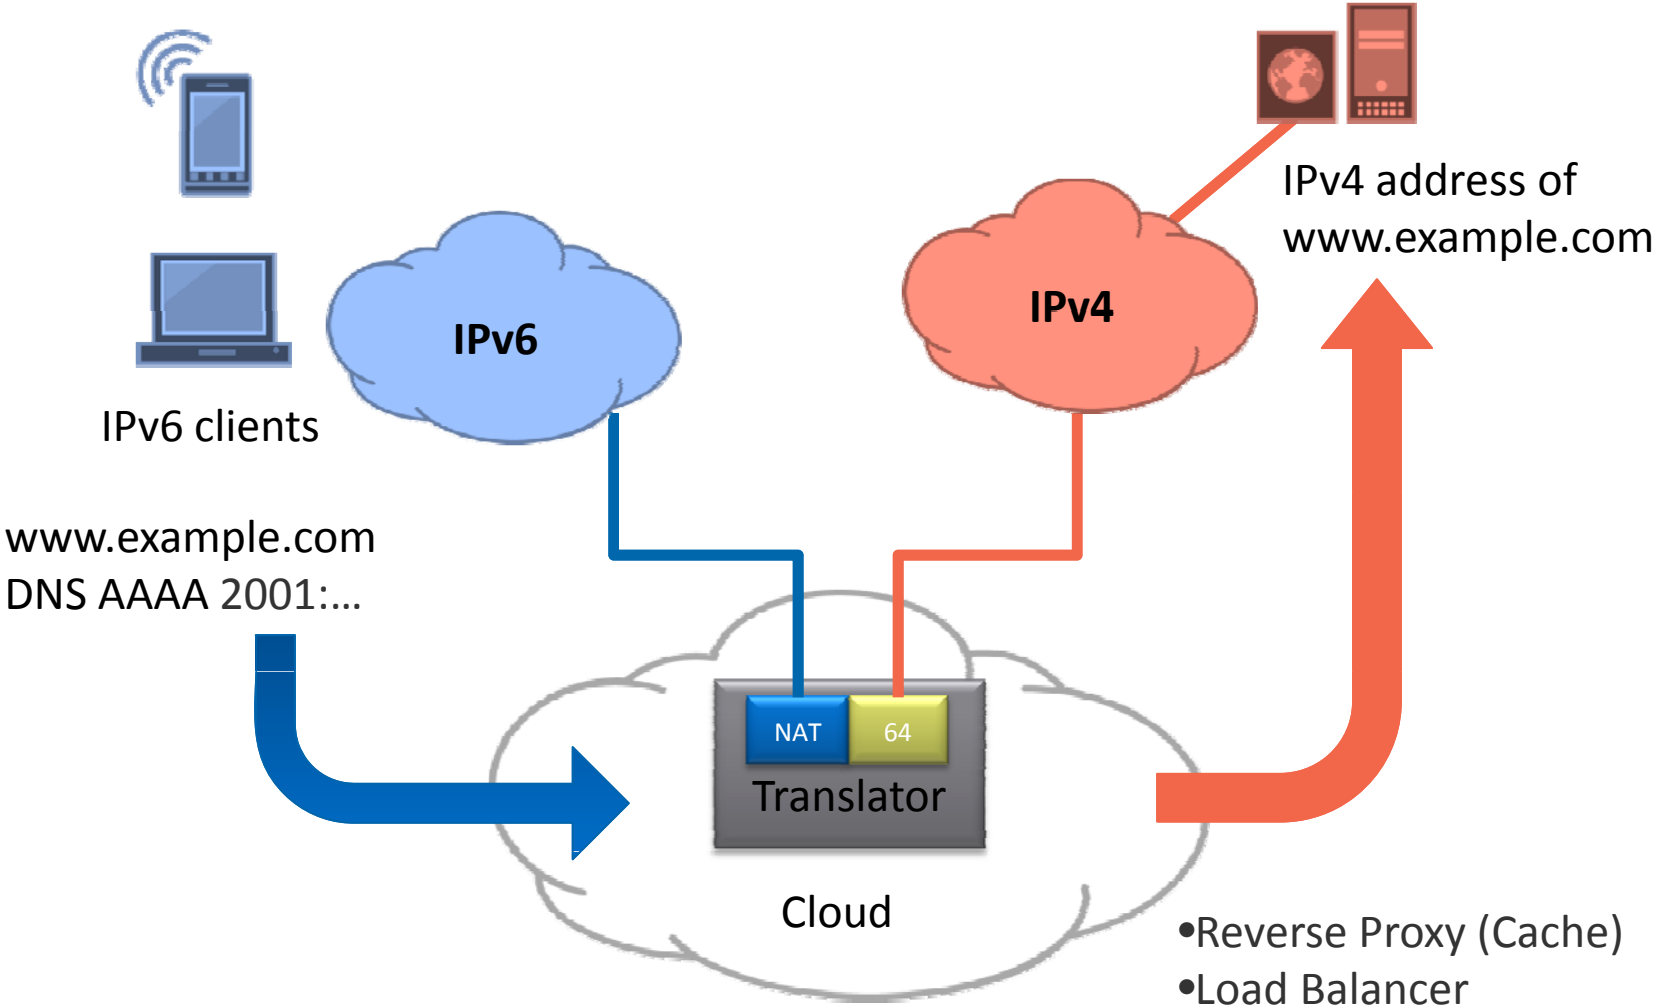 IPv4 address of
www.example.com
IPv6
IPv4
IPv6 clients
www.example.com
DNS AAAA 2001:...
NAT
64
Translator
Cloud
•Reverse Proxy (Cache)
•Load Balancer